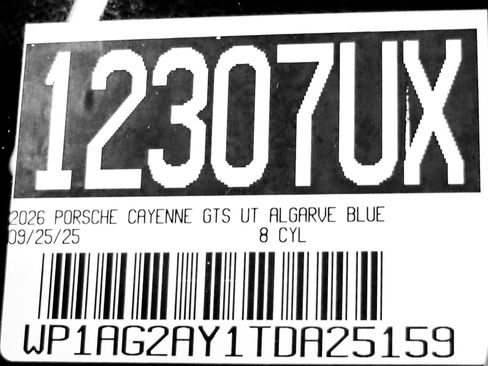 12307UX
2026 PORSCHE CAYENNE GTS UT ALGARVE BLUE
09/25/25 8 CYL
WP1AG2AY1TDA25159